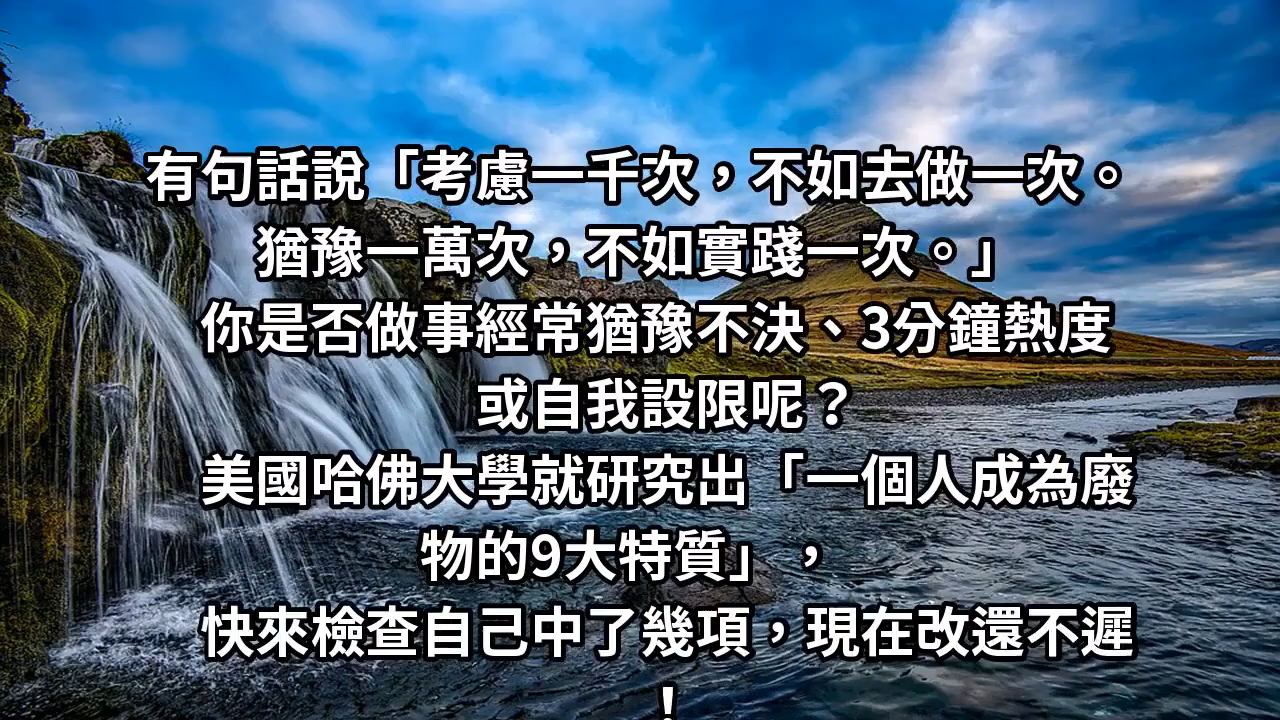 有句話說「考慮一千次，不如去做一次。
猶豫一萬次，不如實踐一次。」
你是否做事經常猶豫不決、3分鐘熱度
或自我設限呢？
美國哈佛大學就研究出「一個人成為廢
物的9大特質」，
快來檢查自己中了幾項，現在改還不遲
！